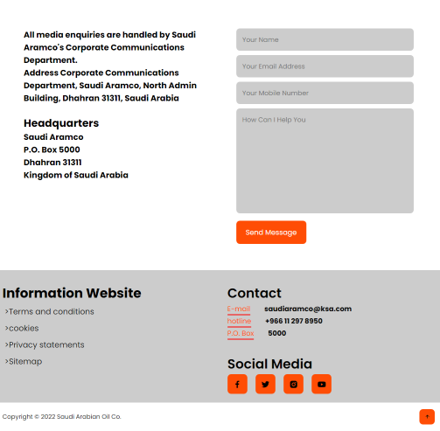 All media enquiries are handled by Saudi
Aramco's Corporate Communications
Department.
Address Corporate Communications
Department, Saudi Aramco, North Admin
Building, Dhahran 31311, Saudi Arabia
Headquarters
Saudi Aramco
P.O. Box 5000
Dhahran 31311
Kingdom of Saudi Arabia
Your Name
Your Email Address
Your Mobile Number
How Can I Help You
Send Message
Information Website
>Terms and conditions
>cookies
>Privacy statements
>Sitemap
Contact
E-mail saudiaramco@ksa.com
hotline +966 11 297 8950
P.O. Box 5000
Social Media
Copyright © 2022 Saudi Arabian Oil Co.